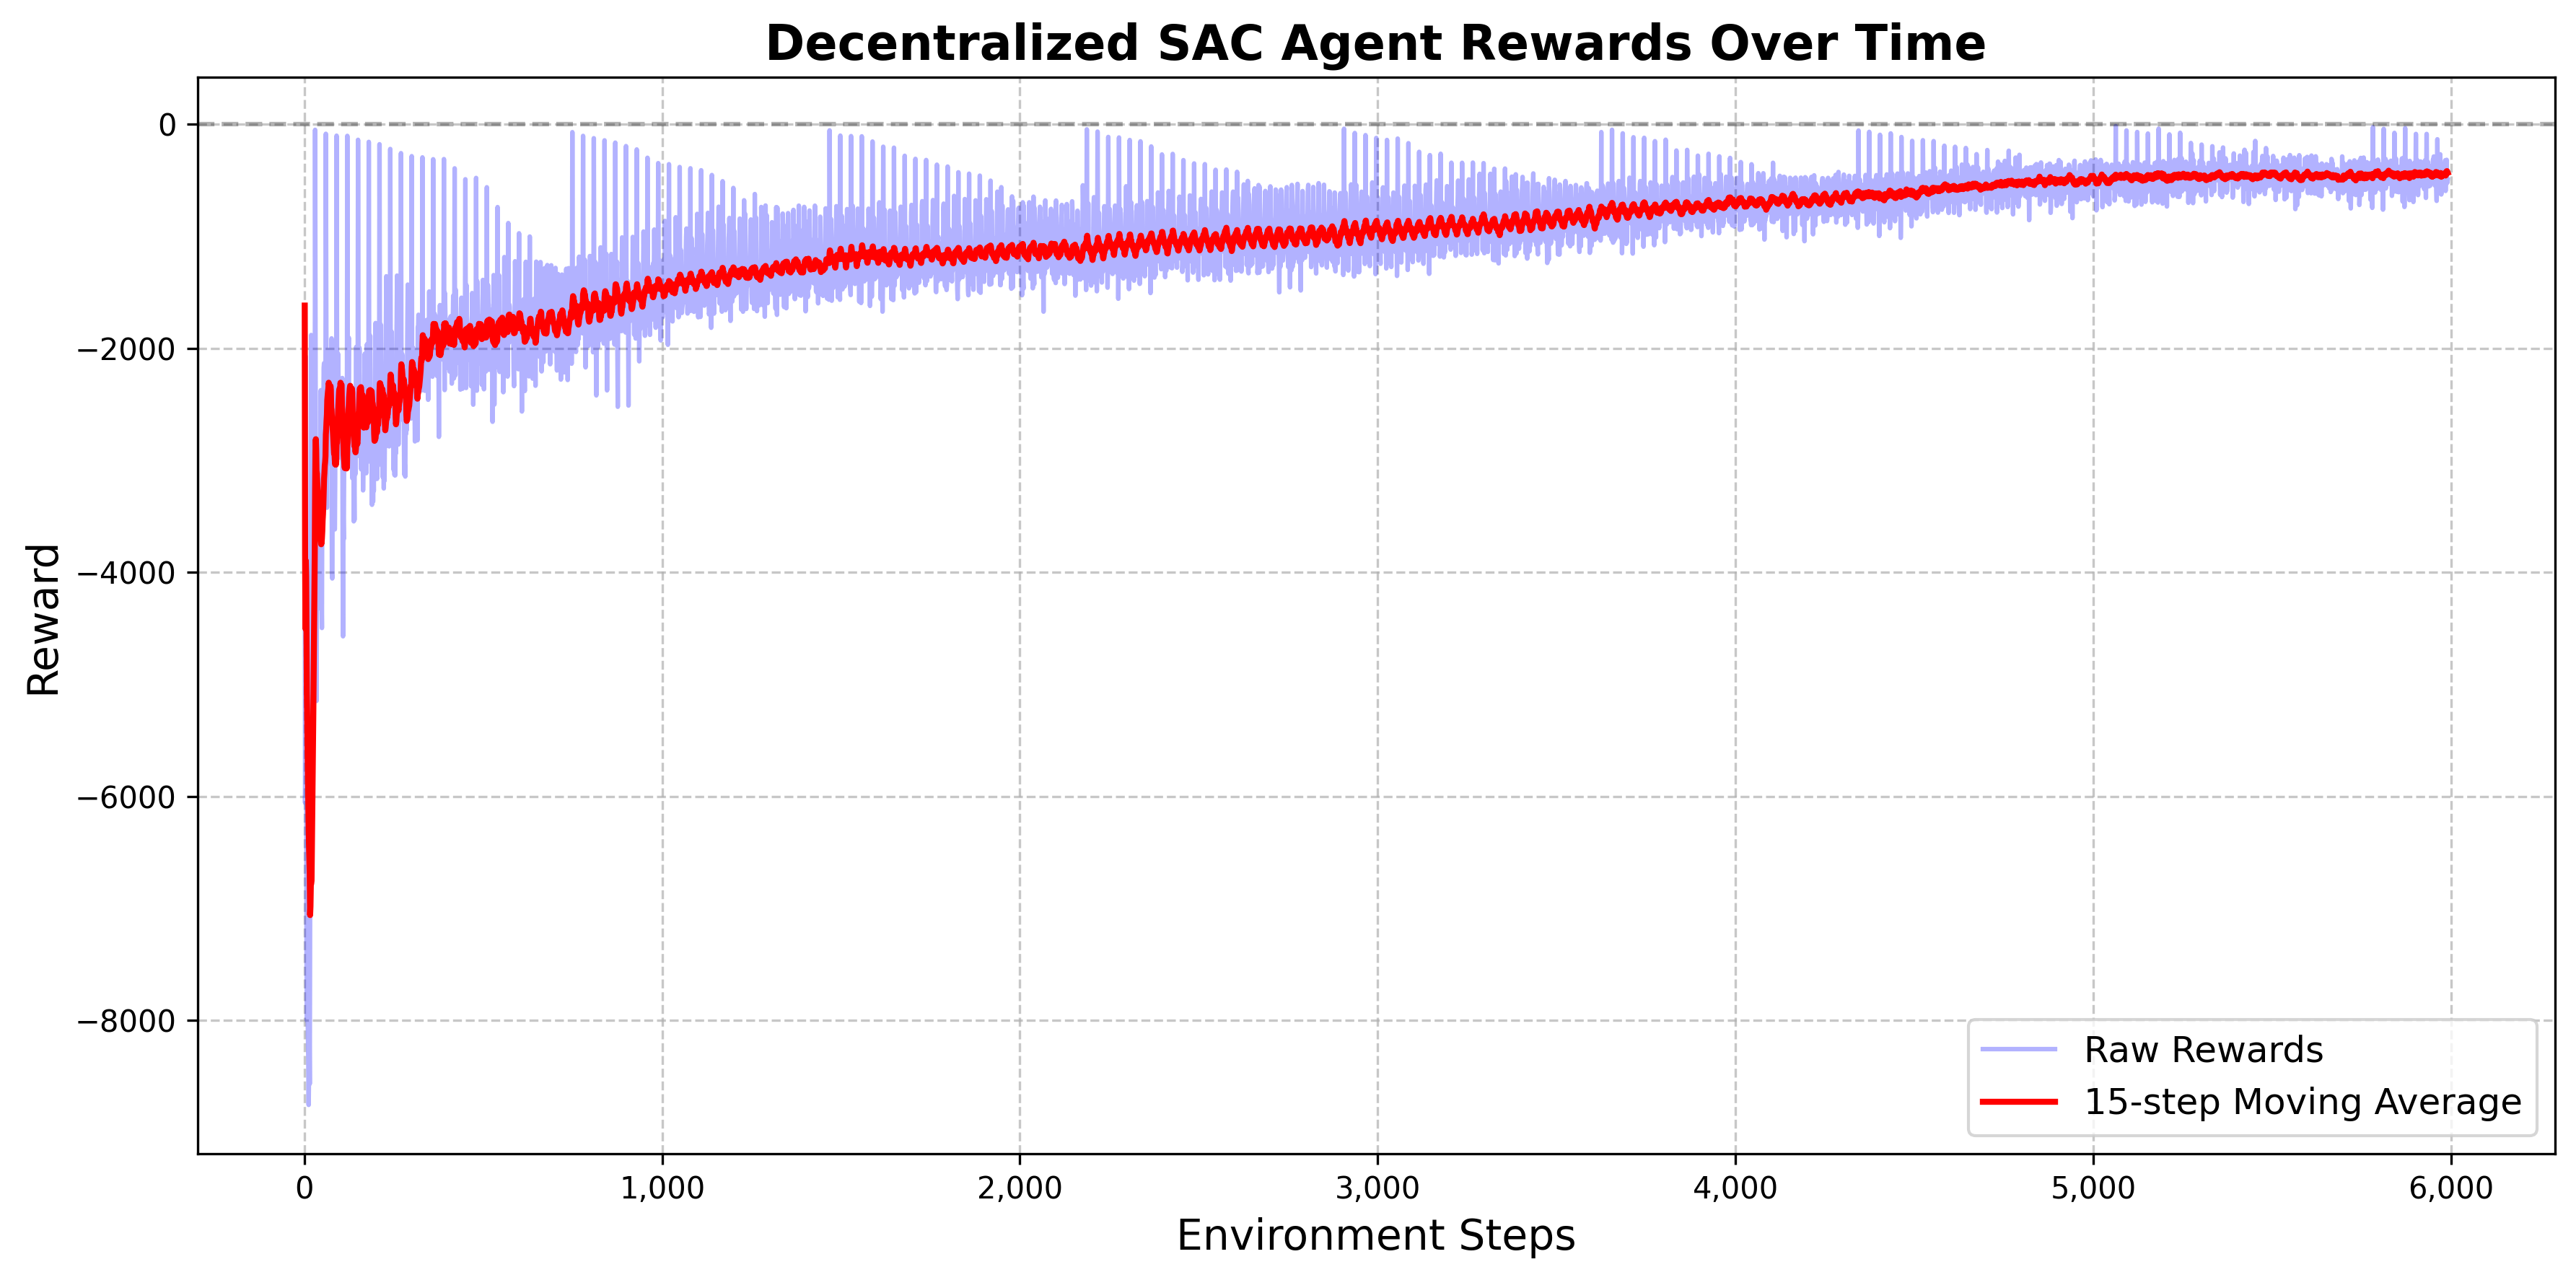 Decentralized SAC Agent Rewards Over Time
0
−2000
−4000
−6000
−8000
Reward
0
1,000
2,000
3,000
4,000
5,000
6,000
Environment Steps
Raw Rewards
15-step Moving Average